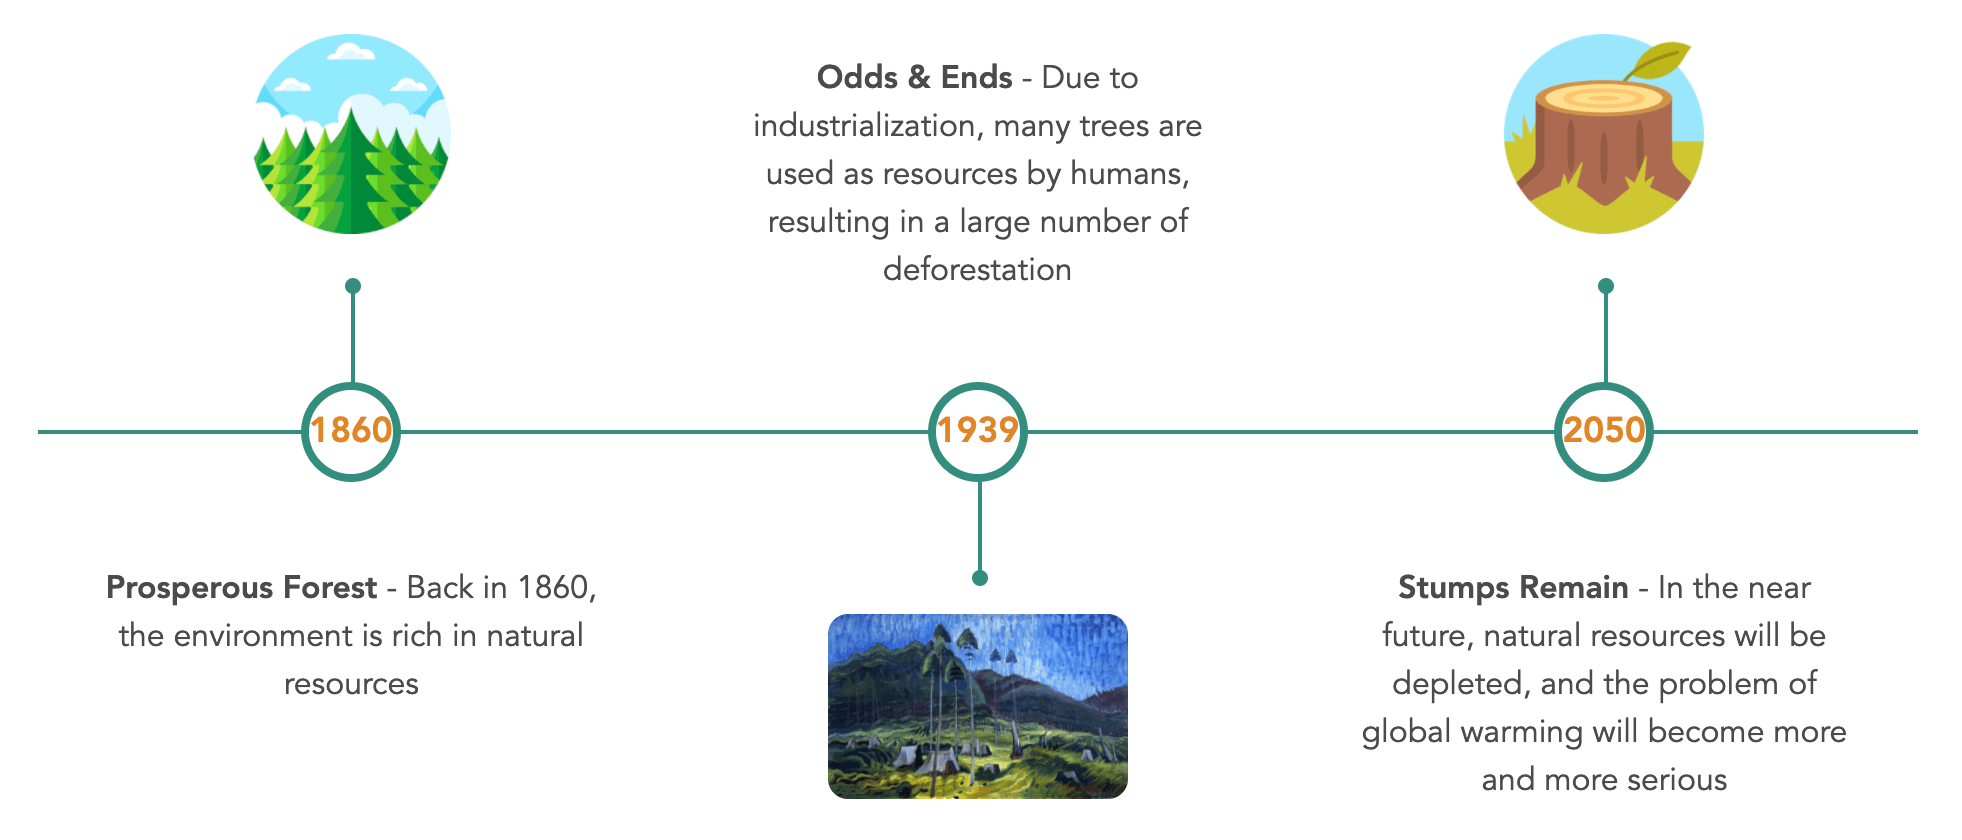 Odds & Ends - Due to
industrialization, many trees are
used as resources by humans,
resulting in a large number of
deforestation
1860
1939
2050
Prosperous Forest - Back in 1860,
the environment is rich in natural
resources
Stumps Remain - In the near
future, natural resources will be
depleted, and the problem of
global warming will become more
and more serious